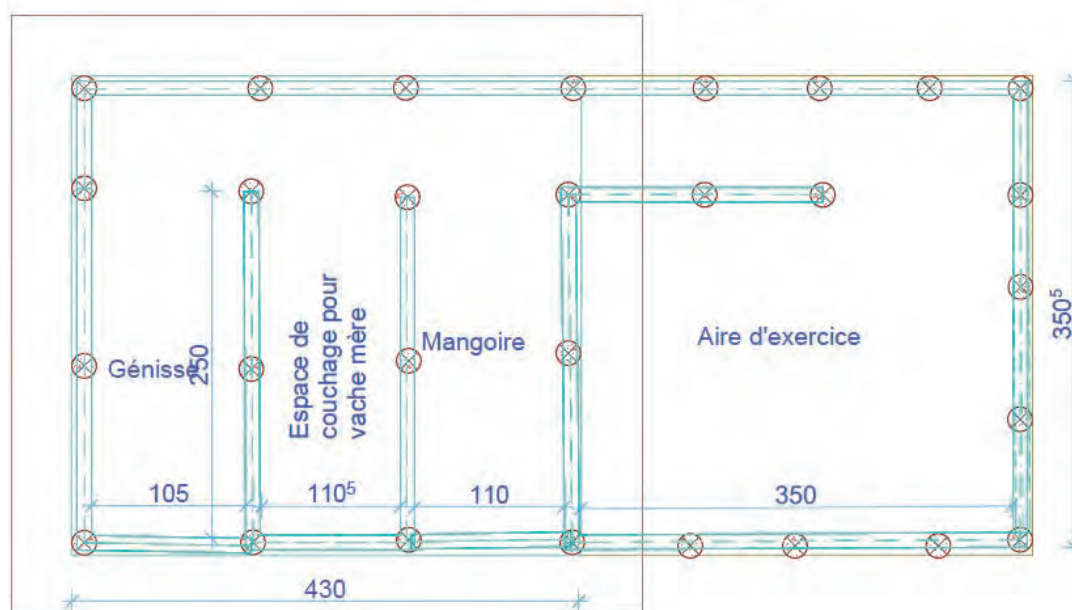 Génisse
250
Espace de
couchage pour
vache mère
Mangoire
Aire d'exercice
350⁵
105
110⁵
110
350
430